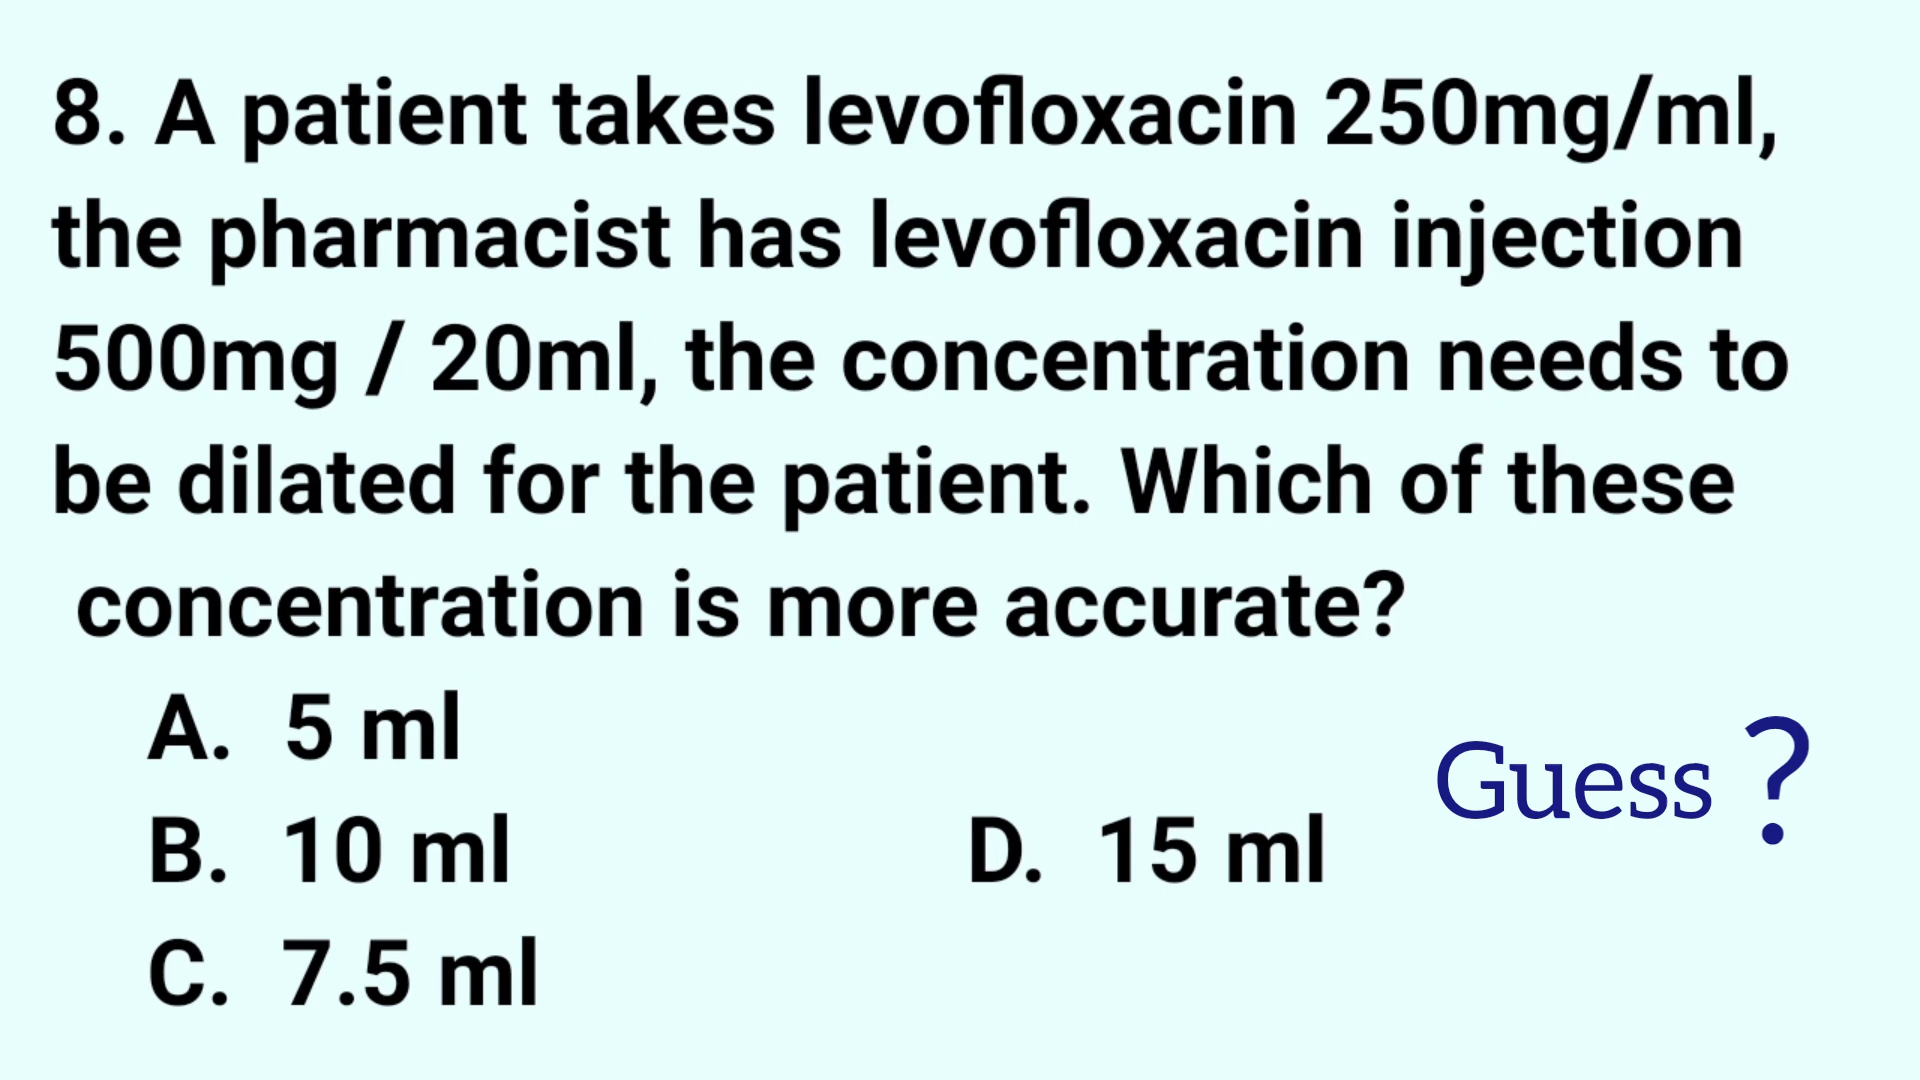 8. A patient takes levofloxacin 250mg/ml,
the pharmacist has levofloxacin injection
500mg / 20ml, the concentration needs to
be dilated for the patient. Which of these
concentration is more accurate?
A. 5 ml
B. 10 ml
D. 15 ml
C. 7.5 ml
Guess ?